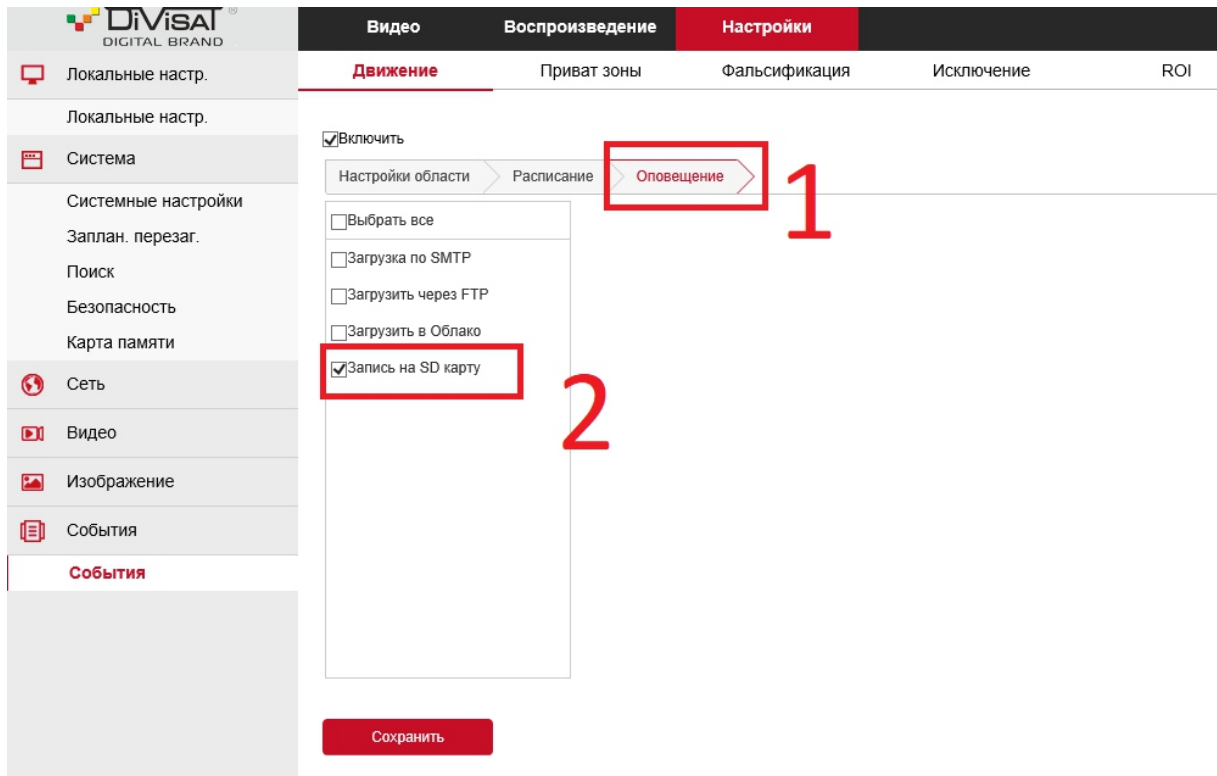 DiViSAT ®
DIGITAL BRAND
Видео Воспроизведение Настройки
Локальные настр.
Движение Приват зоны Фальсификация Исключение ROI
Локальные настр.
Включить
Система
Настройки области Расписание Оповещение
1
Системные настройки
Выбрать все
Заплан. перезаг.
Загрузка по SMTP
Поиск
Загрузить через FTP
Безопасность
Загрузить в Облако
Карта памяти
Запись на SD карту
2
Сеть
Видео
Изображение
События
События
Сохранить